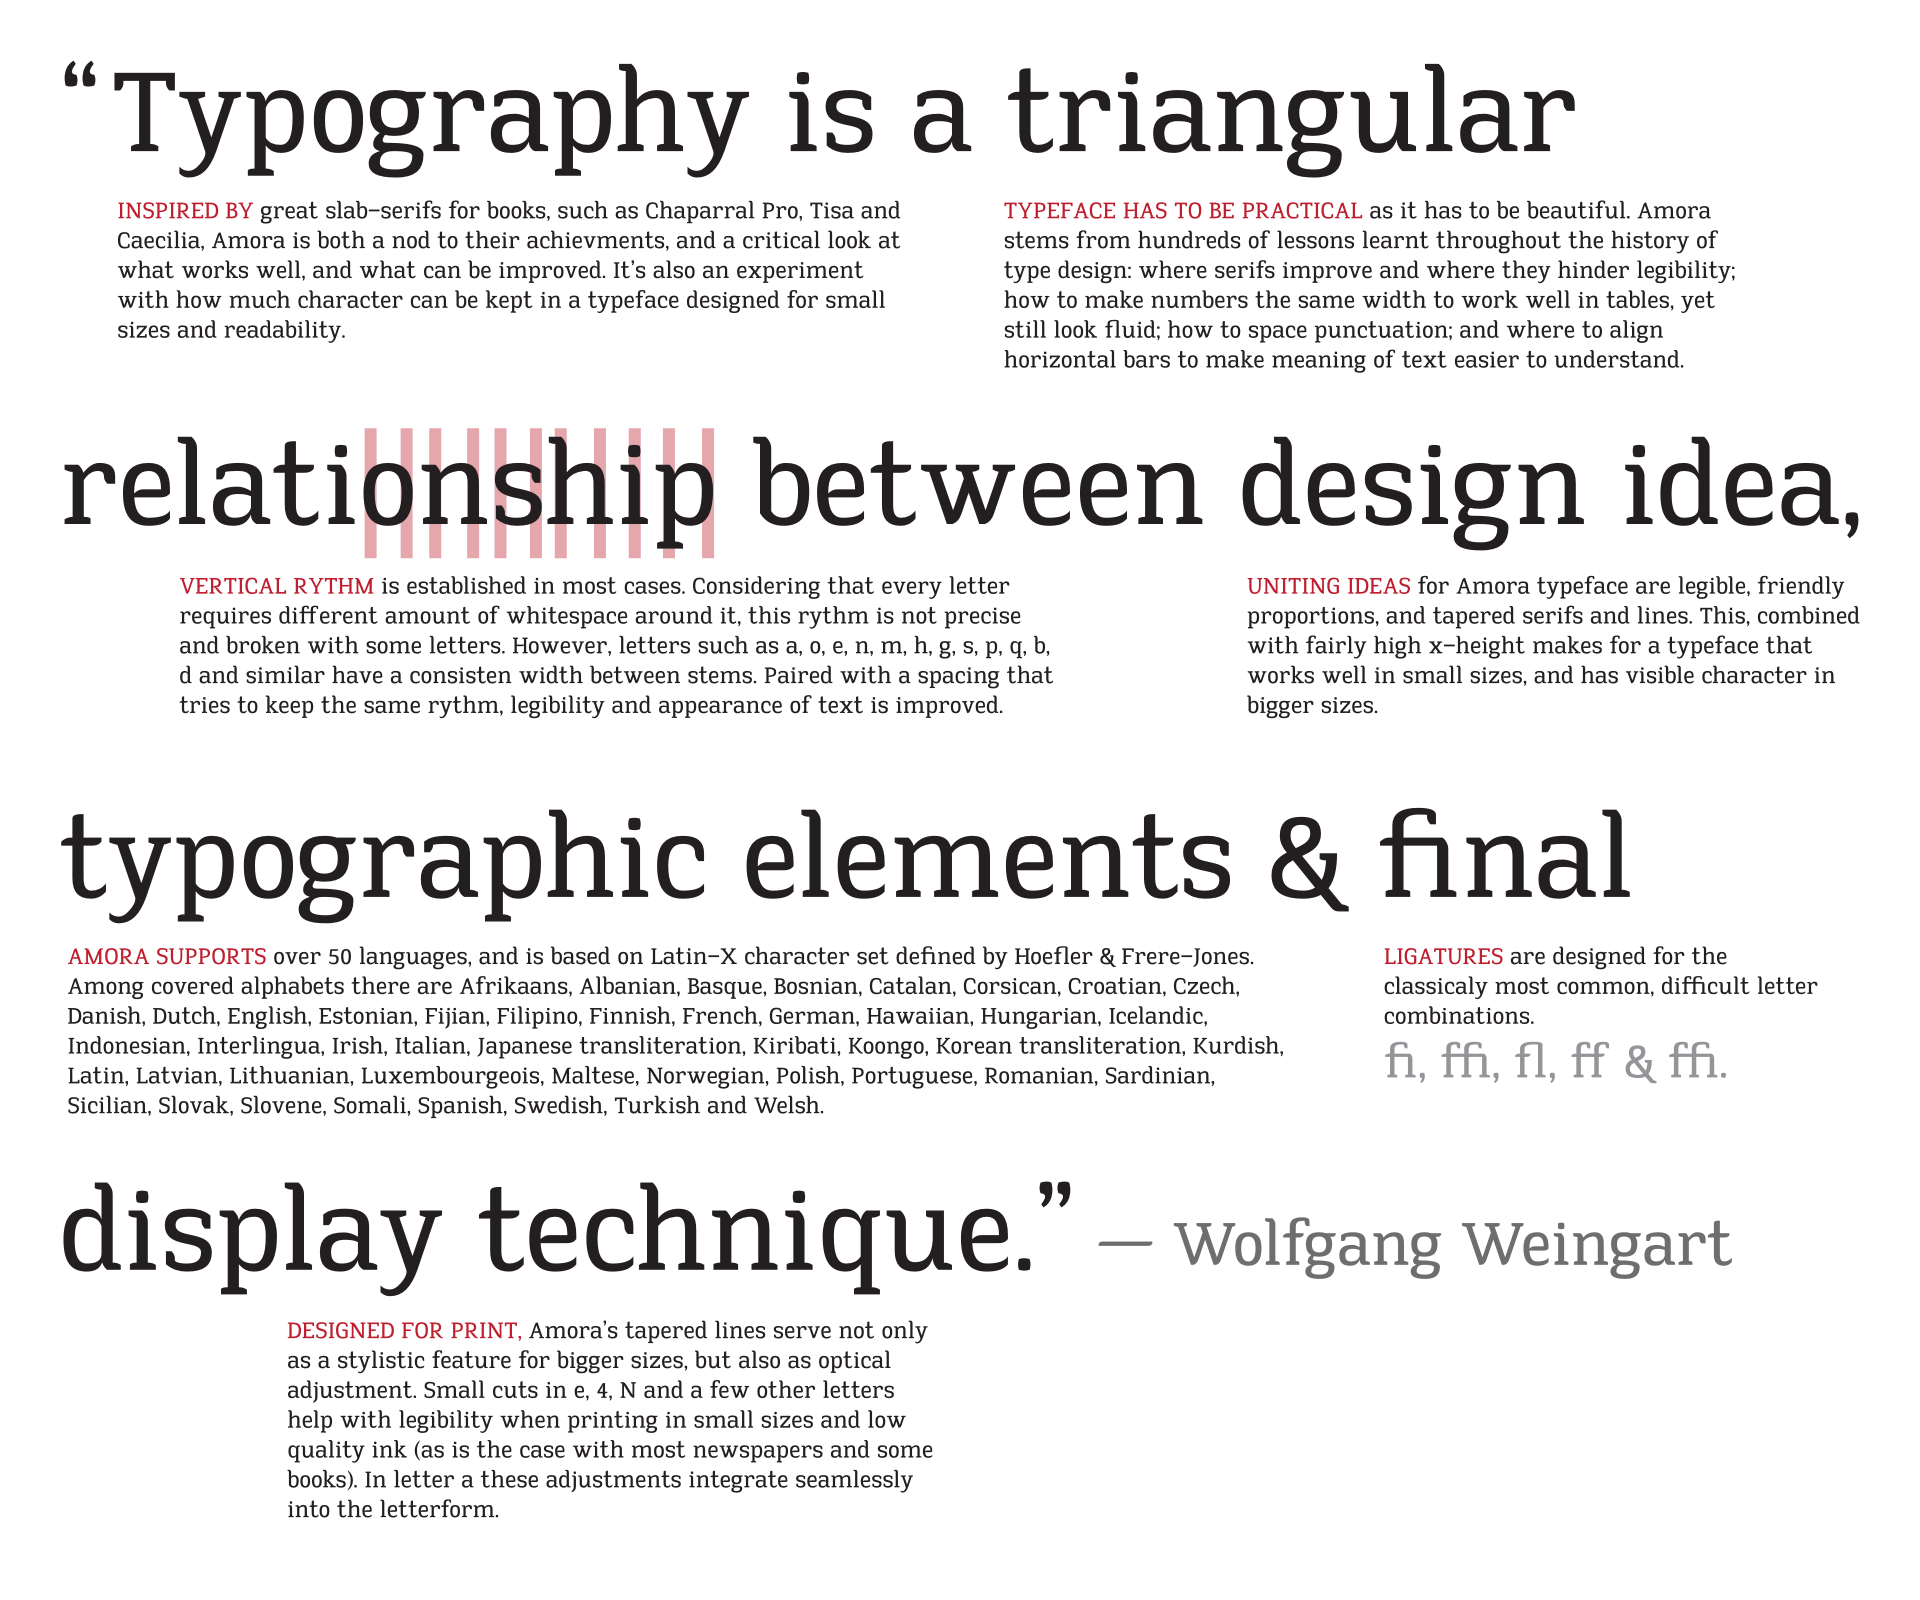 “Typography is a triangular
INSPIRED BY great slab–serifs for books, such as Chaparral Pro, Tisa and
Caecilia, Amora is both a nod to their achievments, and a critical look at
what works well, and what can be improved. It’s also an experiment
with how much character can be kept in a typeface designed for small
sizes and readability.
TYPEFACE HAS TO BE PRACTICAL as it has to be beautiful. Amora
stems from hundreds of lessons learnt throughout the history of
type design: where serifs improve and where they hinder legibility;
how to make numbers the same width to work well in tables, yet
still look fluid; how to space punctuation; and where to align
horizontal bars to make meaning of text easier to understand.
relationship between design idea,
VERTICAL RYTHM is established in most cases. Considering that every letter
requires different amount of whitespace around it, this rythm is not precise
and broken with some letters. However, letters such as a, o, e, n, m, h, g, s, p, q, b,
d and similar have a consisten width between stems. Paired with a spacing that
tries to keep the same rythm, legibility and appearance of text is improved.
UNITING IDEAS for Amora typeface are legible, friendly
proportions, and tapered serifs and lines. This, combined
with fairly high x–height makes for a typeface that
works well in small sizes, and has visible character in
bigger sizes.
typographic elements & final
AMORA SUPPORTS over 50 languages, and is based on Latin–X character set defined by Hoefler & Frere–Jones.
Among covered alphabets there are Afrikaans, Albanian, Basque, Bosnian, Catalan, Corsican, Croatian, Czech,
Danish, Dutch, English, Estonian, Fijian, Filipino, Finnish, French, German, Hawaiian, Hungarian, Icelandic,
Indonesian, Interlingua, Irish, Italian, Japanese transliteration, Kiribati, Koongo, Korean transliteration, Kurdish,
Latin, Latvian, Lithuanian, Luxembourgeois, Maltese, Norwegian, Polish, Portuguese, Romanian, Sardinian,
Sicilian, Slovak, Slovene, Somali, Spanish, Swedish, Turkish and Welsh.
LIGATURES are designed for the
classicaly most common, difficult letter
combinations.
fi, ffi, fl, ff & ffi.
display technique.” — Wolfgang Weingart
DESIGNED FOR PRINT, Amora’s tapered lines serve not only
as a stylistic feature for bigger sizes, but also as optical
adjustment. Small cuts in e, 4, N and a few other letters
help with legibility when printing in small sizes and low
quality ink (as is the case with most newspapers and some
books). In letter a these adjustments integrate seamlessly
into the letterform.